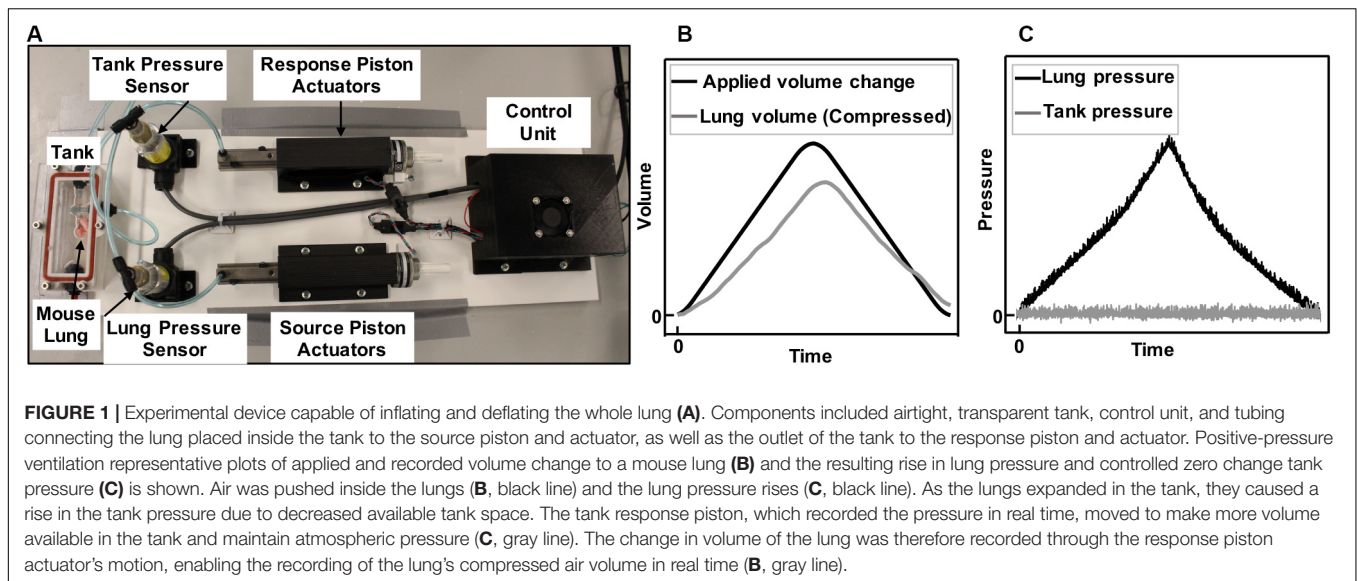 A
Tank Pressure
Sensor
Response Piston
Actuators
Control
Unit
Tank
Mouse
Lung
Lung Pressure
Sensor
Source Piston
Actuators
B
Applied volume change
Lung volume (Compressed)
Volume
0
0
Time
C
Lung pressure
Tank pressure
Pressure
0
0
Time
FIGURE 1 | Experimental device capable of inflating and deflating the whole lung (A). Components included airtight, transparent tank, control unit, and tubing
connecting the lung placed inside the tank to the source piston and actuator, as well as the outlet of the tank to the response piston and actuator. Positive-pressure
ventilation representative plots of applied and recorded volume change to a mouse lung (B) and the resulting rise in lung pressure and controlled zero change tank
pressure (C) is shown. Air was pushed inside the lungs (B, black line) and the lung pressure rises (C, black line). As the lungs expanded in the tank, they caused a
rise in the tank pressure due to decreased available tank space. The tank response piston, which recorded the pressure in real time, moved to make more volume
available in the tank and maintain atmospheric pressure (C, gray line). The change in volume of the lung was therefore recorded through the response piston
actuator's motion, enabling the recording of the lung's compressed air volume in real time (B, gray line).